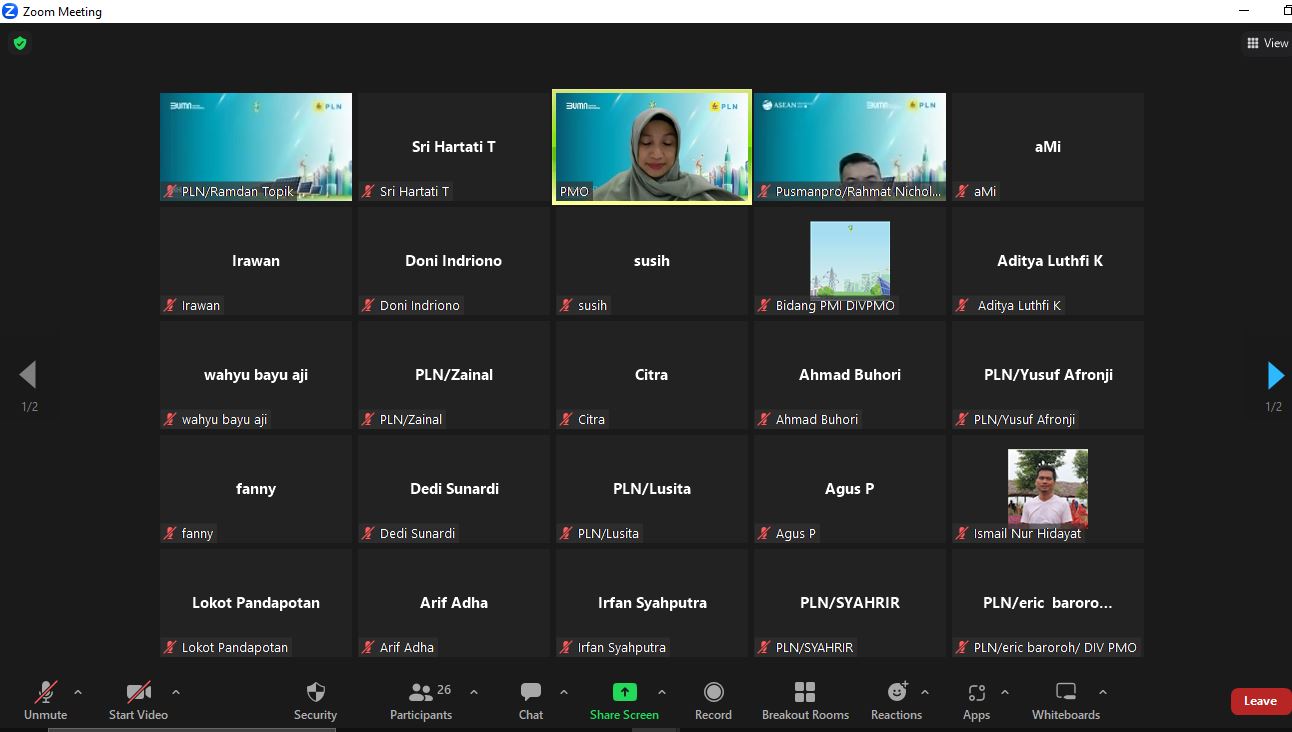 Zoom Meeting
View
BUMN
PLN
PLN/Ramdan Topik
Sri Hartati T
Sri Hartati T
BUMN
PLN
PMO
ASEAN
BUMN
PLN
Pusmanpro/Rahmat Nichol...
aMi
aMi
Irawan
Irawan
Doni Indriono
Doni Indriono
susih
susih
Bidang PMI DIVPMO
Aditya Luthfi K
Aditya Luthfi K
1/2
wahyu bayu aji
wahyu bayu aji
PLN/Zainal
PLN/Zainal
Citra
Citra
Ahmad Buhori
Ahmad Buhori
PLN/Yusuf Afronji
PLN/Yusuf Afronji
1/2
fanny
fanny
Dedi Sunardi
Dedi Sunardi
PLN/Lusita
PLN/Lusita
Agus P
Agus P
Ismail Nur Hidayat
Lokot Pandapotan
Lokot Pandapotan
Arif Adha
Arif Adha
Irfan Syahputra
Irfan Syahputra
PLN/SYAHRIR
PLN/SYAHRIR
PLN/eric baroro...
PLN/eric baroroh/ DIV PMO
Unmute
Start Video
Security
26
Participants
Chat
Share Screen
Record
Breakout Rooms
Reactions
Apps
Whiteboards
Leave